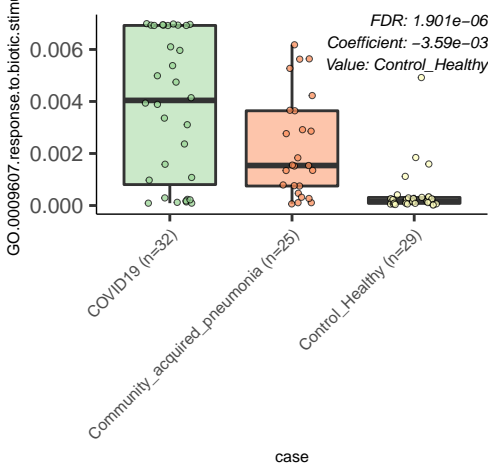 FDR: 1.901e−06
Coefficient: −3.59e−03
Value: Control_Healthy
GO.0009607.response.to.biotic.stim
0.006
0.004
0.002
0.000
COVID19 (n=32)
Community_acquired_pneumonia (n=25)
Control_Healthy (n=29)
case